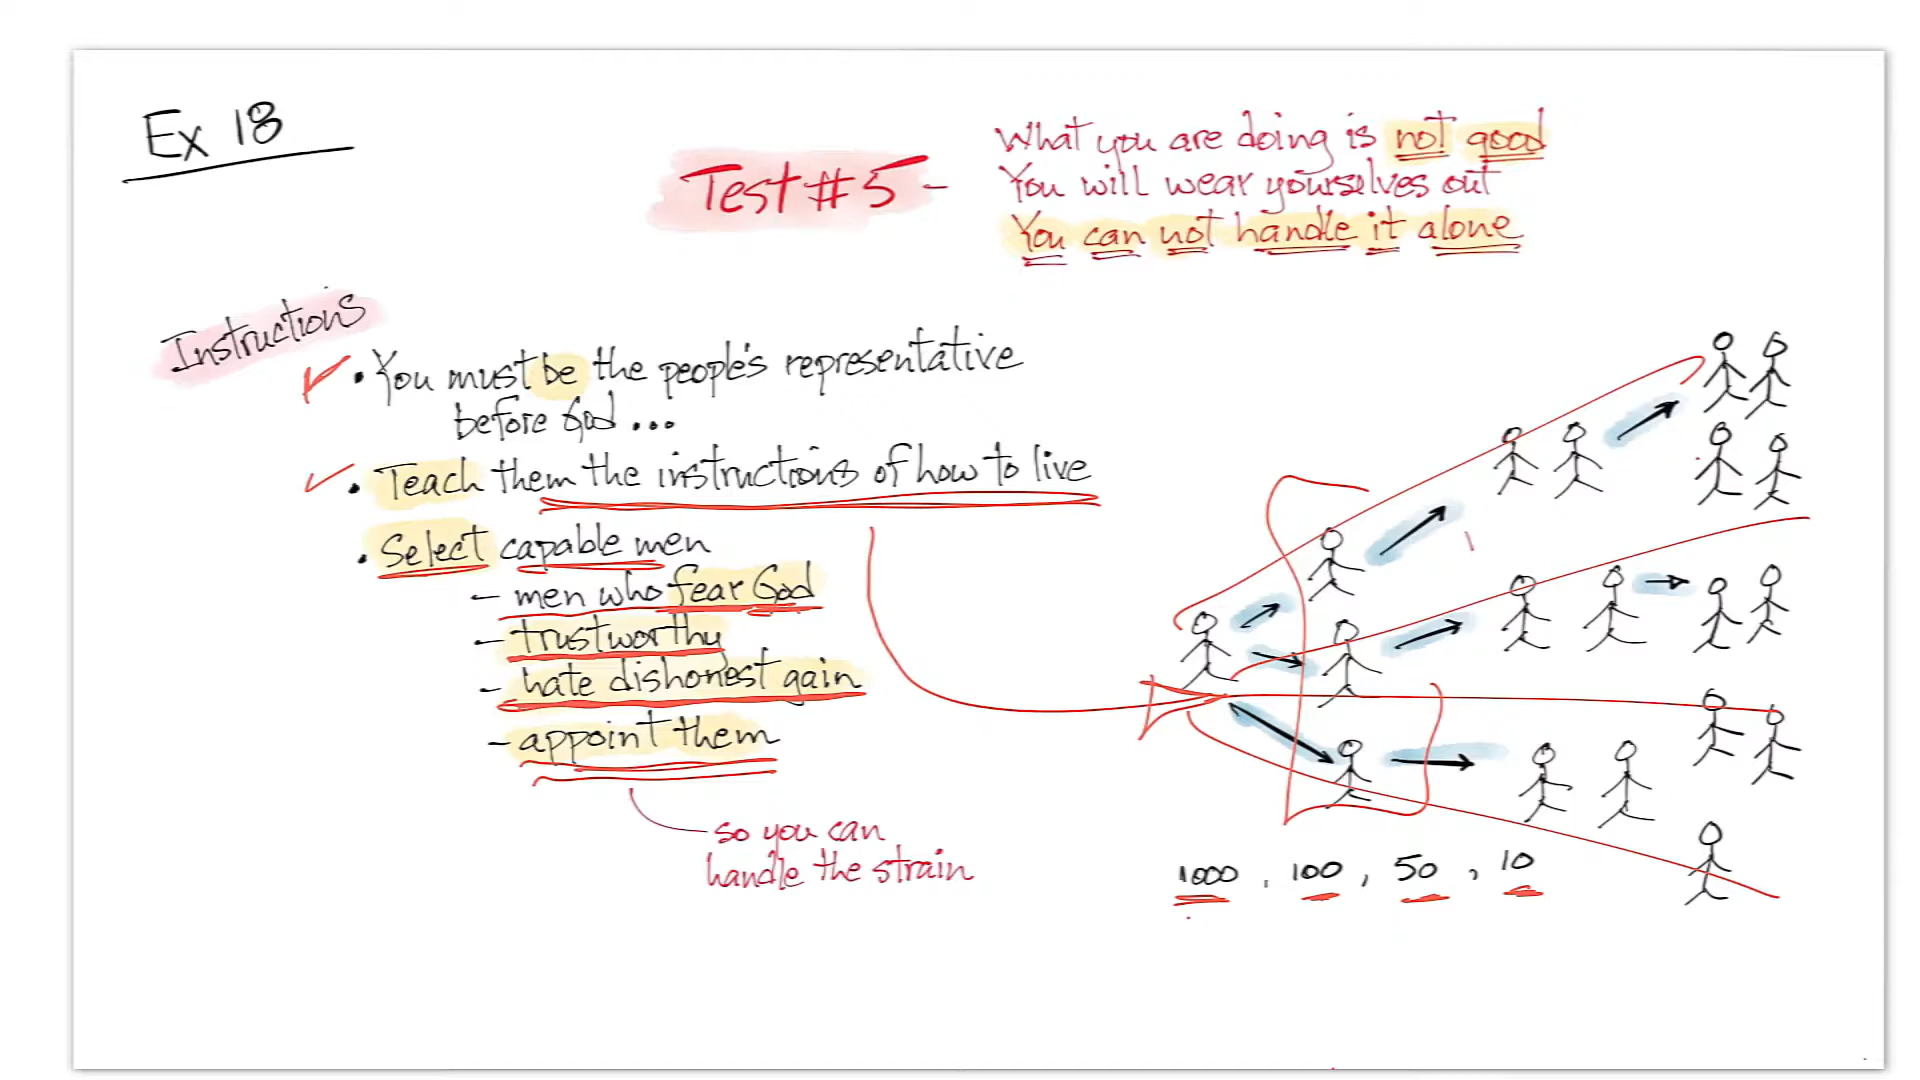 Ex 18
Test #5 -
What you are doing is not good
You will wear yourselves out
You can not handle it alone
Instructions
• You must be the people's representative
before God ...
• Teach them the instructions of how to live
• Select capable men
- men who fear God
- trustworthy
- hate dishonest gain
- appoint them
so you can
handle the strain
1000, 100, 50, 10